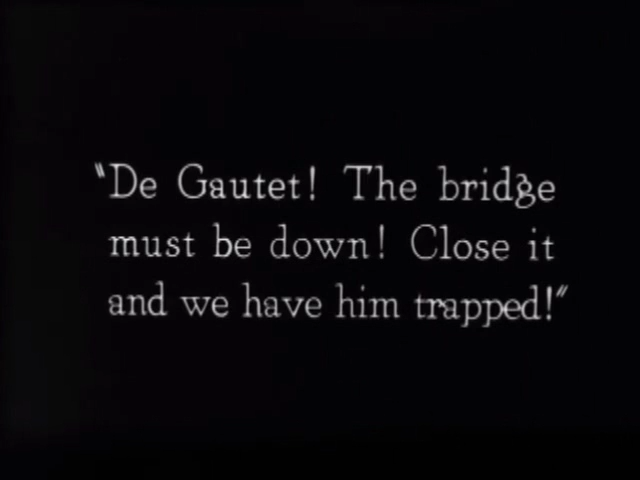 "De Gautet! The bridge
must be down! Close it
and we have him trapped!"